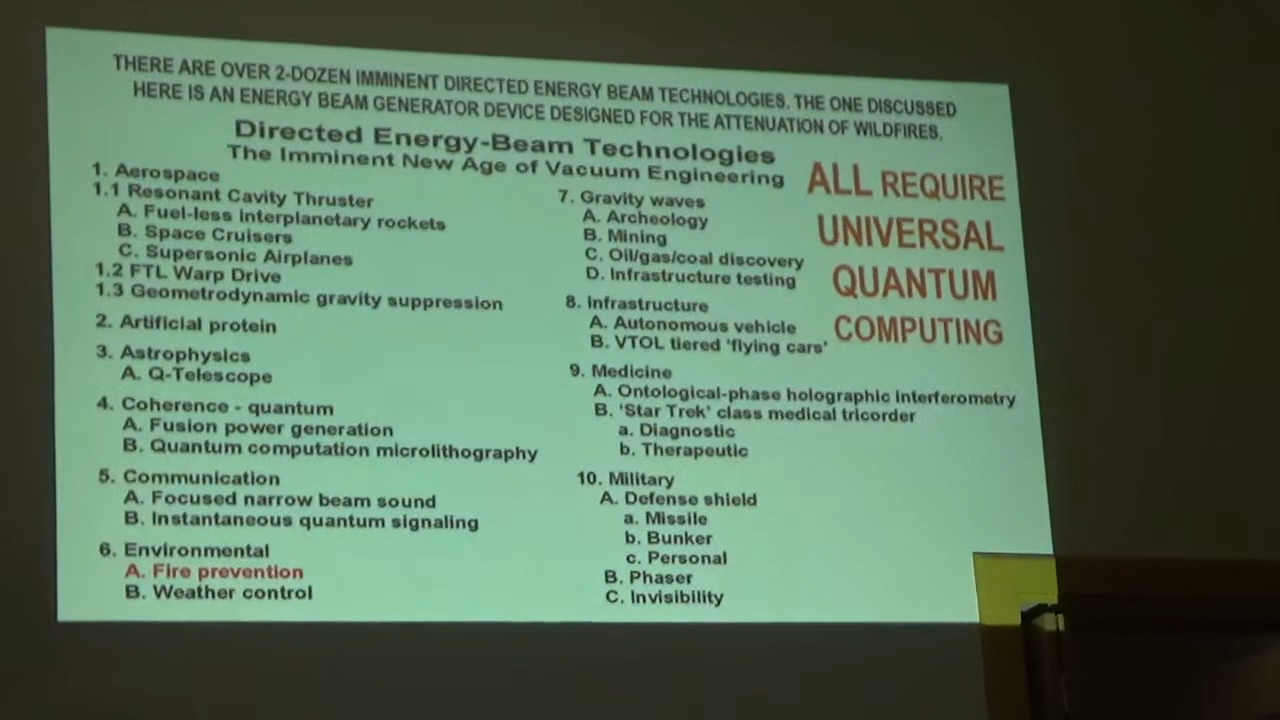 THERE ARE OVER 2-DOZEN IMMINENT DIRECTED ENERGY BEAM TECHNOLOGIES. THE ONE DISCUSSED
HERE IS AN ENERGY BEAM GENERATOR DEVICE DESIGNED FOR THE ATTENUATION OF WILDFIRES.
Directed Energy-Beam Technologies
The Imminent New Age of Vacuum Engineering
1. Aerospace
1.1 Resonant Cavity Thruster
A. Fuel-less interplanetary rockets
B. Space Cruisers
C. Supersonic Airplanes
1.2 FTL Warp Drive
1.3 Geometrodynamic gravity suppression
2. Artificial protein
3. Astrophysics
A. Q-Telescope
4. Coherence - quantum
A. Fusion power generation
B. Quantum computation microlithography
5. Communication
A. Focused narrow beam sound
B. Instantaneous quantum signaling
6. Environmental
A. Fire prevention
B. Weather control
7. Gravity waves
A. Archeology
B. Mining
C. Oil/gas/coal discovery
D. Infrastructure testing
8. Infrastructure
A. Autonomous vehicle
B. VTOL tiered 'flying cars'
9. Medicine
A. Ontological-phase holographic interferometry
B. 'Star Trek' class medical tricorder
a. Diagnostic
b. Therapeutic
10. Military
A. Defense shield
a. Missile
b. Bunker
c. Personal
B. Phaser
C. Invisibility
ALL REQUIRE
UNIVERSAL
QUANTUM
COMPUTING